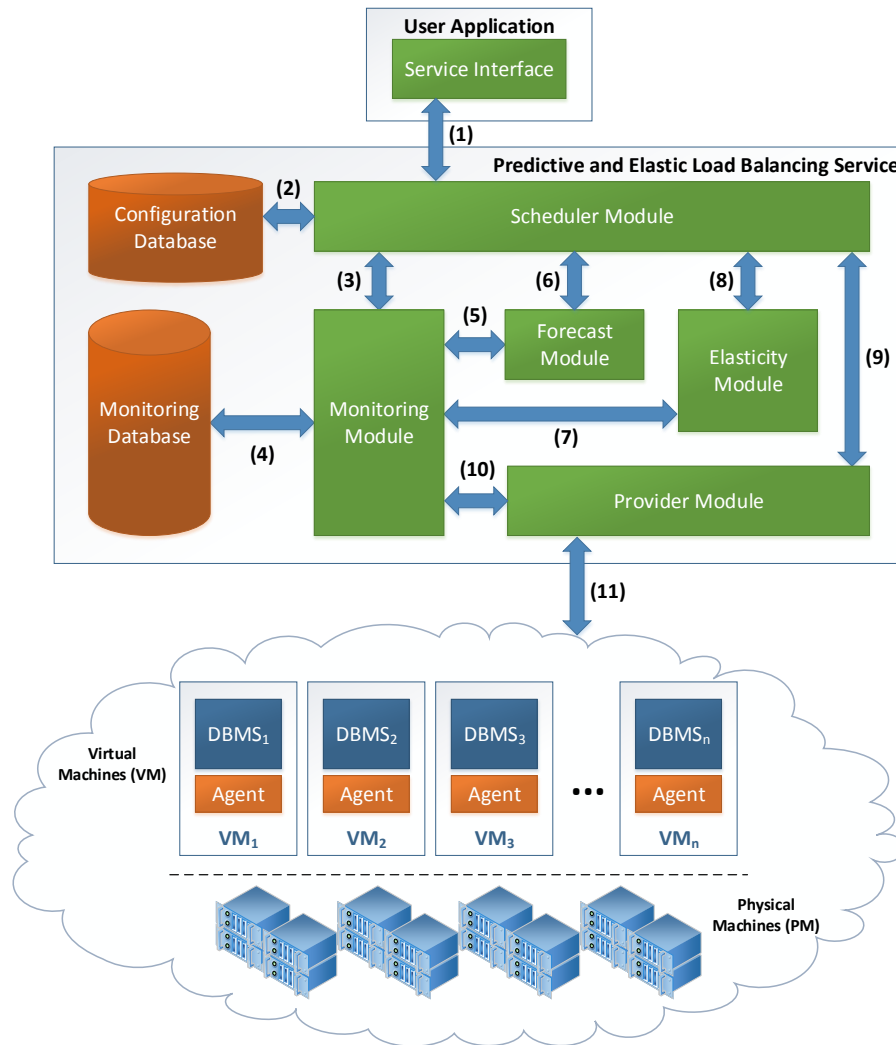 User Application
Service Interface
(1)
Predictive and Elastic Load Balancing Service
(2)
Configuration
Database
Scheduler Module
(3)
(6)
(8)
(9)
(5)
Forecast
Module
Elasticity
Module
Monitoring
Database
(4)
Monitoring
Module
(7)
(10)
Provider Module
(11)
Virtual
Machines (VM)
DBMS₁
DBMS₂
DBMS₃
DBMSₙ
Agent
Agent
Agent
...
Agent
VM₁
VM₂
VM₃
VMₙ
Physical
Machines (PM)